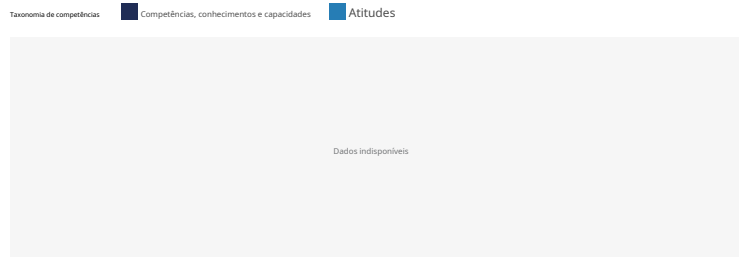 Taxonomia de competências Competências, conhecimentos e capacidades Atitudes
Dados indisponíveis